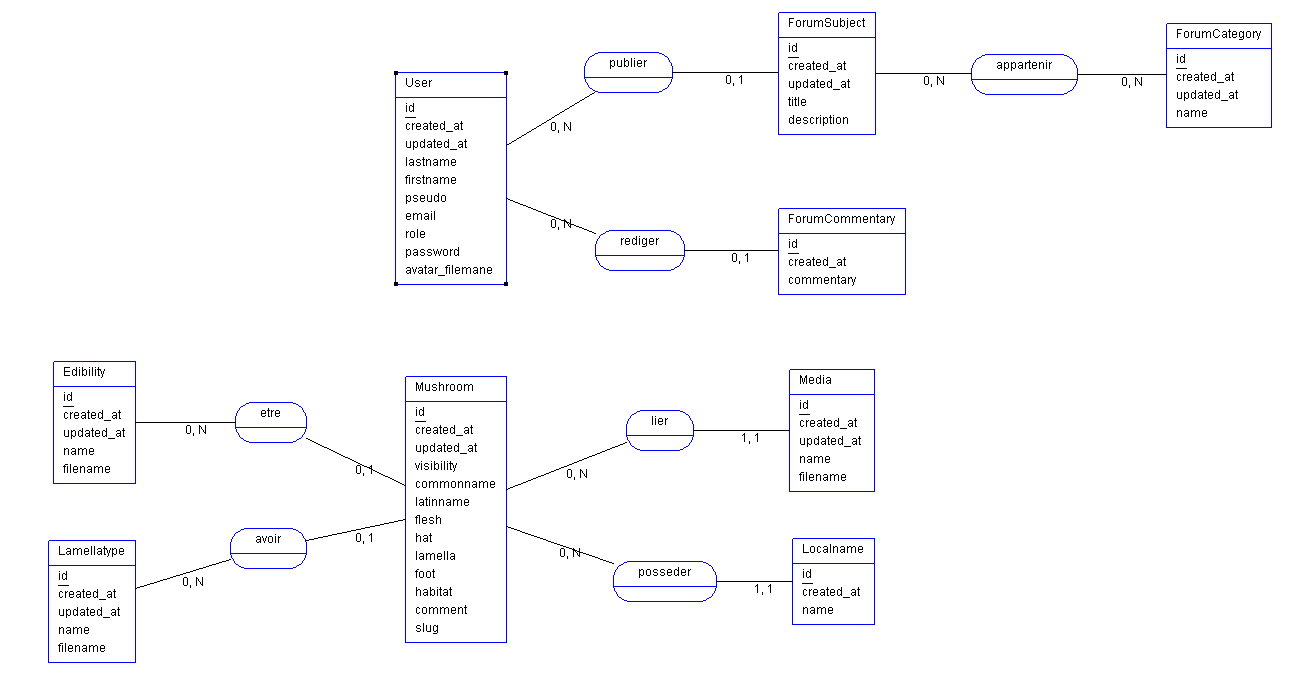 User
id
created_at
updated_at
lastname
firstname
pseudo
email
role
password
avatar_filemane
publier
0, N
0, 1
ForumSubject
id
created_at
updated_at
title
description
appartenir
0, N
0, N
ForumCategory
id
created_at
updated_at
name
rediger
0, N
0, 1
ForumCommentary
id
created_at
commentary
Edibility
id
created_at
updated_at
name
filename
etre
0, N
0, 1
Lamellatype
id
created_at
updated_at
name
filename
avoir
0, N
0, 1
Mushroom
id
created_at
updated_at
visibility
commonname
latinname
flesh
hat
lamella
foot
habitat
comment
slug
lier
0, N
1, 1
Media
id
created_at
updated_at
name
filename
posseder
0, N
1, 1
Localname
id
created_at
name